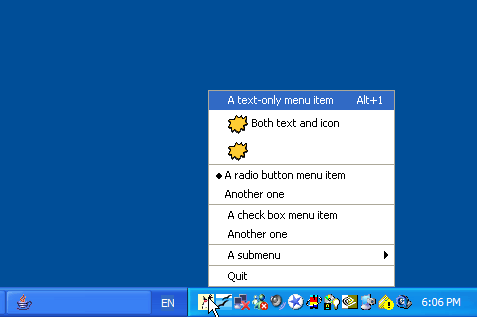 A text-only menu item Alt+1
Both text and icon
A radio button menu item
Another one
A check box menu item
Another one
A submenu
Quit
EN
6:06 PM